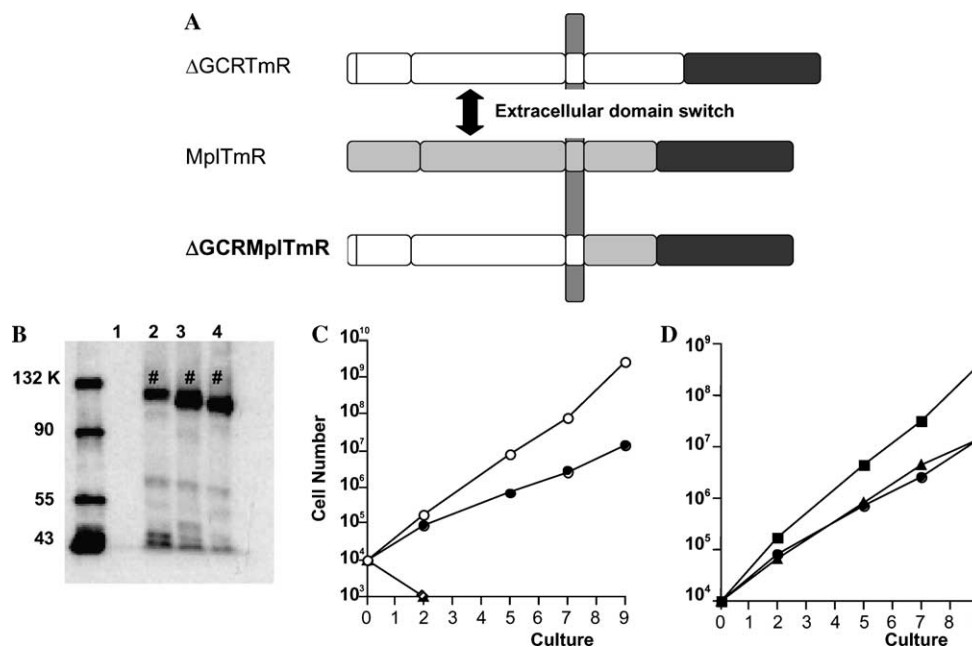 A
ΔGCRTmR
Extracellular domain switch
MplTmR
ΔGCRMplTmR
B
1 2 3 4
# # #
132 K
90
55
43
C
Cell Number
10^10
10^9
10^8
10^7
10^6
10^5
10^4
10^3
0 1 2 3 4 5 6 7 8 9
Culture
D
10^9
10^8
10^7
10^6
10^5
10^4
0 1 2 3 4 5 6 7 8
Culture